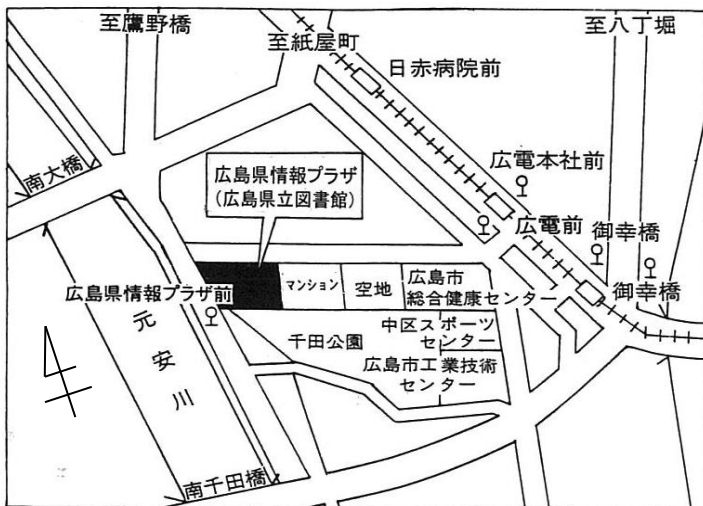 至鷹野橋
至紙屋町
至八丁堀
日赤病院前
南大橋
広島県情報プラザ
(広島県立図書館)
広電本社前
広電前
御幸橋
御幸橋
マンション
空地
広島市
総合健康センター
広島県情報プラザ前
元安川
千田公園
中区スポーツ
センター
広島市工業技術
センター
南千田橋